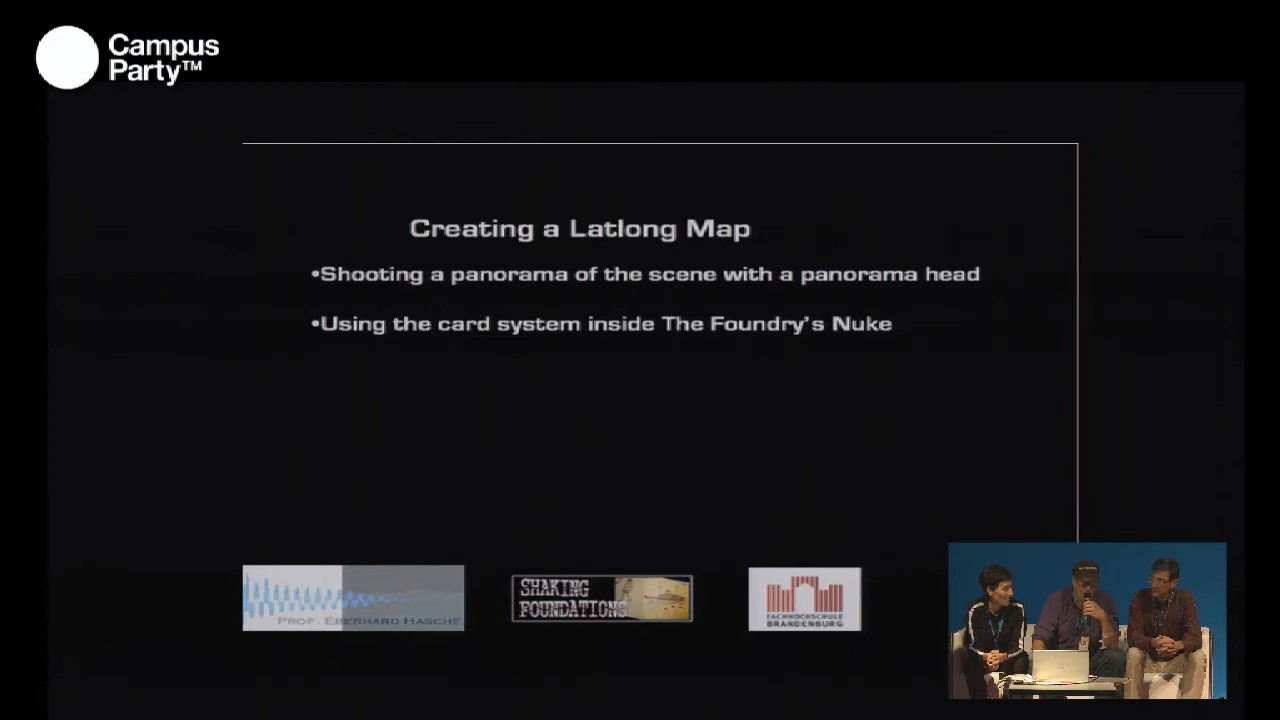 Campus
Party™
Creating a Latlong Map
•Shooting a panorama of the scene with a panorama head
•Using the card system inside The Foundry's Nuke
PROF. EBERHARD HASCHE
SHAKING
FOUNDATIONS
FACHHOCHSCHULE
BRANDENBURG